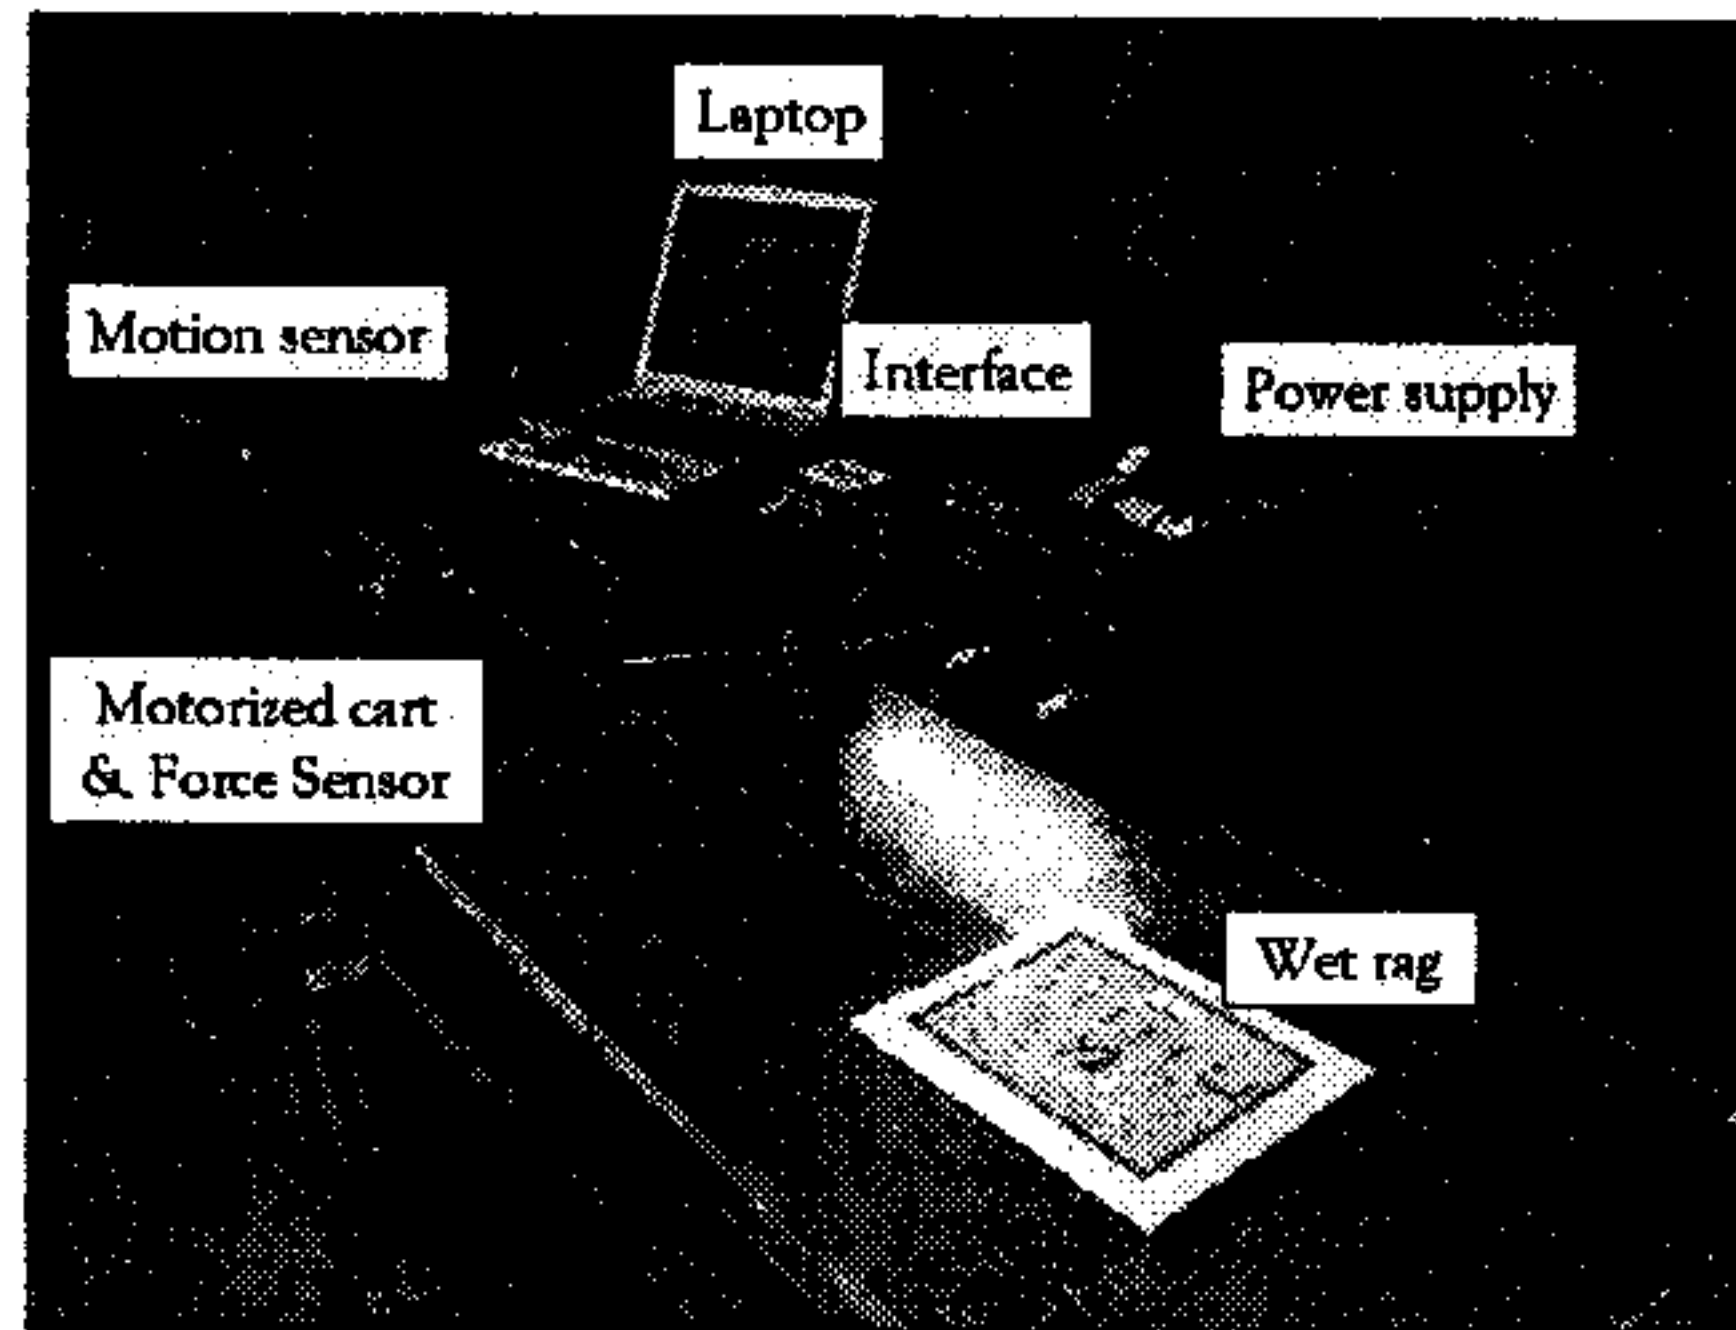 Laptop
Motion sensor
Interface
Power supply
Motorized cart
& Force Sensor
Wet rag